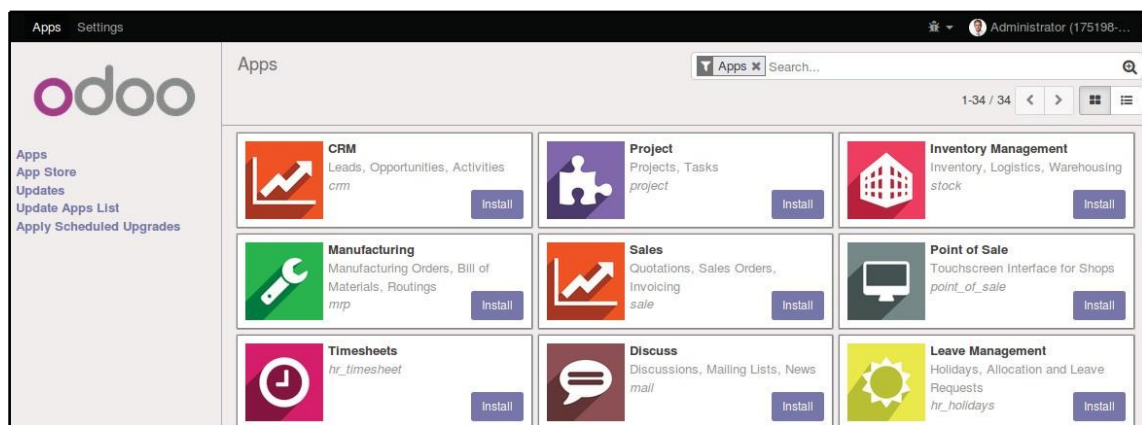 Apps Settings
Administrator (175198-...
odoo
Apps
Apps Search...
1-34 / 34
Apps
App Store
Updates
Update Apps List
Apply Scheduled Upgrades
CRM
Leads, Opportunities, Activities
crm
Install
Project
Projects, Tasks
project
Install
Inventory Management
Inventory, Logistics, Warehousing
stock
Install
Manufacturing
Manufacturing Orders, Bill of
Materials, Routings
mrp
Install
Sales
Quotations, Sales Orders,
Invoicing
sale
Install
Point of Sale
Touchscreen Interface for Shops
point_of_sale
Install
Timesheets
hr_timesheet
Install
Discuss
Discussions, Mailing Lists, News
mail
Install
Leave Management
Holidays, Allocation and Leave
Requests
hr_holidays
Install